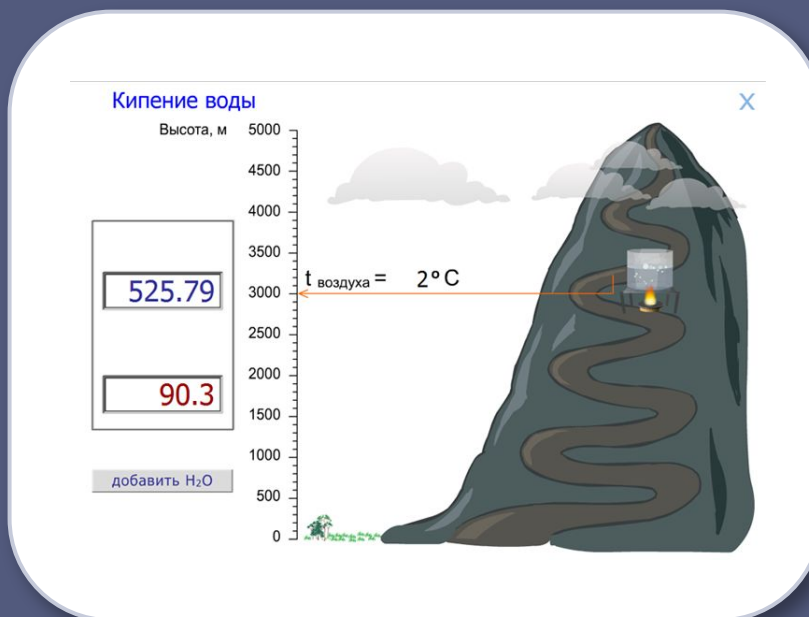 Кипение воды
X
Высота, м
5000
4500
4000
3500
3000
2500
2000
1500
1000
500
0
t воздуха = 2°C
525.79
90.3
добавить H₂O